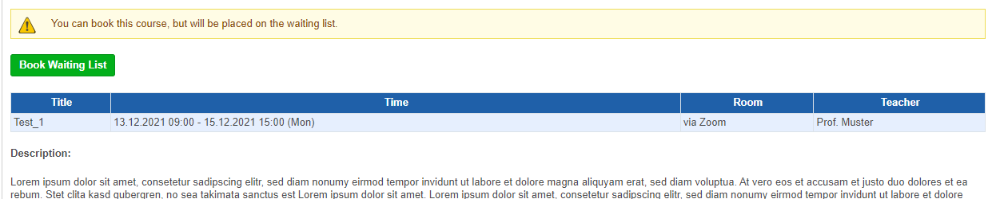 You can book this course, but will be placed on the waiting list.
Book Waiting List
Title Time Room Teacher
Test_1 13.12.2021 09:00 - 15.12.2021 15:00 (Mon) via Zoom Prof. Muster
Description:
Lorem ipsum dolor sit amet, consetetur sadipscing elitr, sed diam nonumy eirmod tempor invidunt ut labore et dolore magna aliquyam erat, sed diam voluptua. At vero eos et accusam et justo duo dolores et ea
rebum. Stet clita kasd gubergren, no sea takimata sanctus est Lorem ipsum dolor sit amet. Lorem ipsum dolor sit amet, consetetur sadipscing elitr, sed diam nonumy eirmod tempor invidunt ut labore et dolore